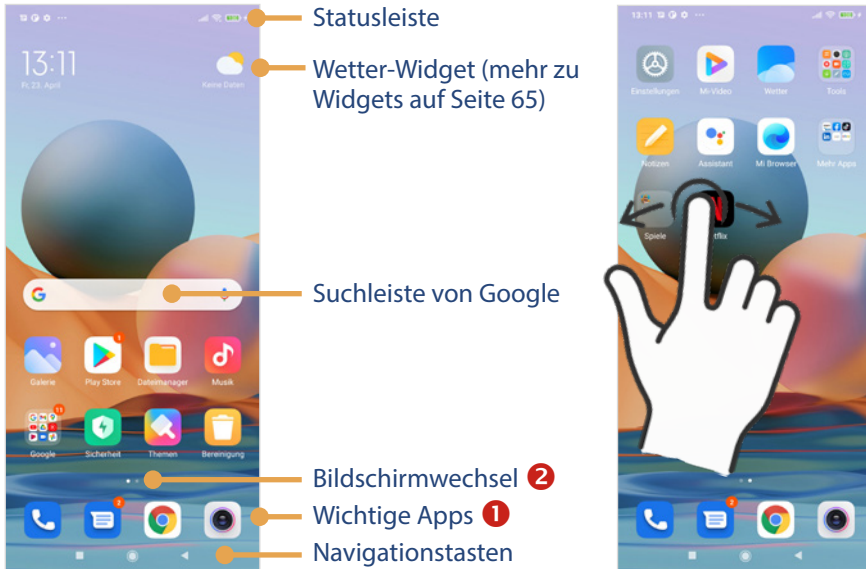 Statusleiste
13:11
Fr. 23. April
Keine Daten
Wetter-Widget (mehr zu
Widgets auf Seite 65)
Suchleiste von Google
Galerie
Play Store
1
Dateimanager
Musik
Google
11
Sicherheit
Themen
Bereinigung
Bildschirmwechsel 2
Wichtige Apps 1
Navigationstasten
13:11
Einstellungen
Mi-Video
Wetter
Tools
Notizen
Assistant
Mi Browser
Mehr Apps
Spiele